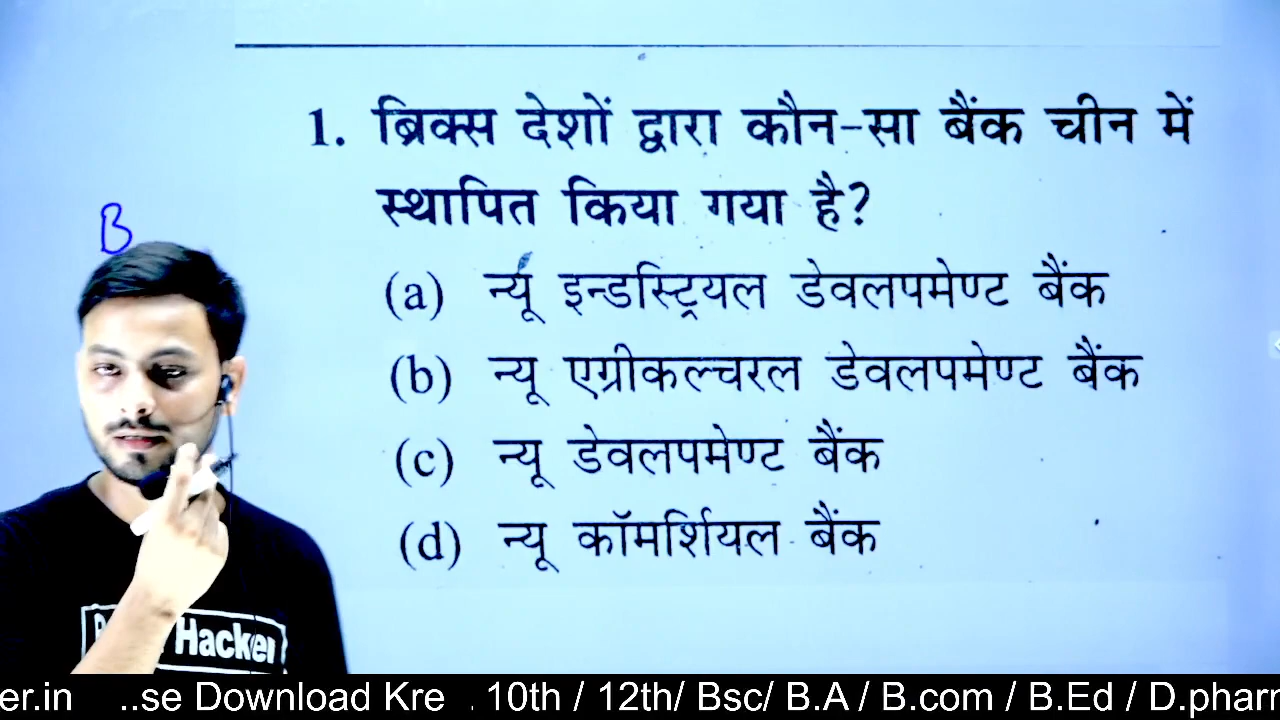 1. ब्रिक्स देशों द्वारा कौन-सा बैंक चीन में
स्थापित किया गया है?
(a) न्यू इन्डस्ट्रियल डेवलपमेण्ट बैंक
(b) न्यू एग्रीकल्चरल डेवलपमेण्ट बैंक
(c) न्यू डेवलपमेण्ट बैंक
(d) न्यू कॉमर्शियल बैंक
B
Hacker
er.in ..se Download Kre . 10th / 12th/ Bsc/ B.A / B.com / B.Ed / D.pharr